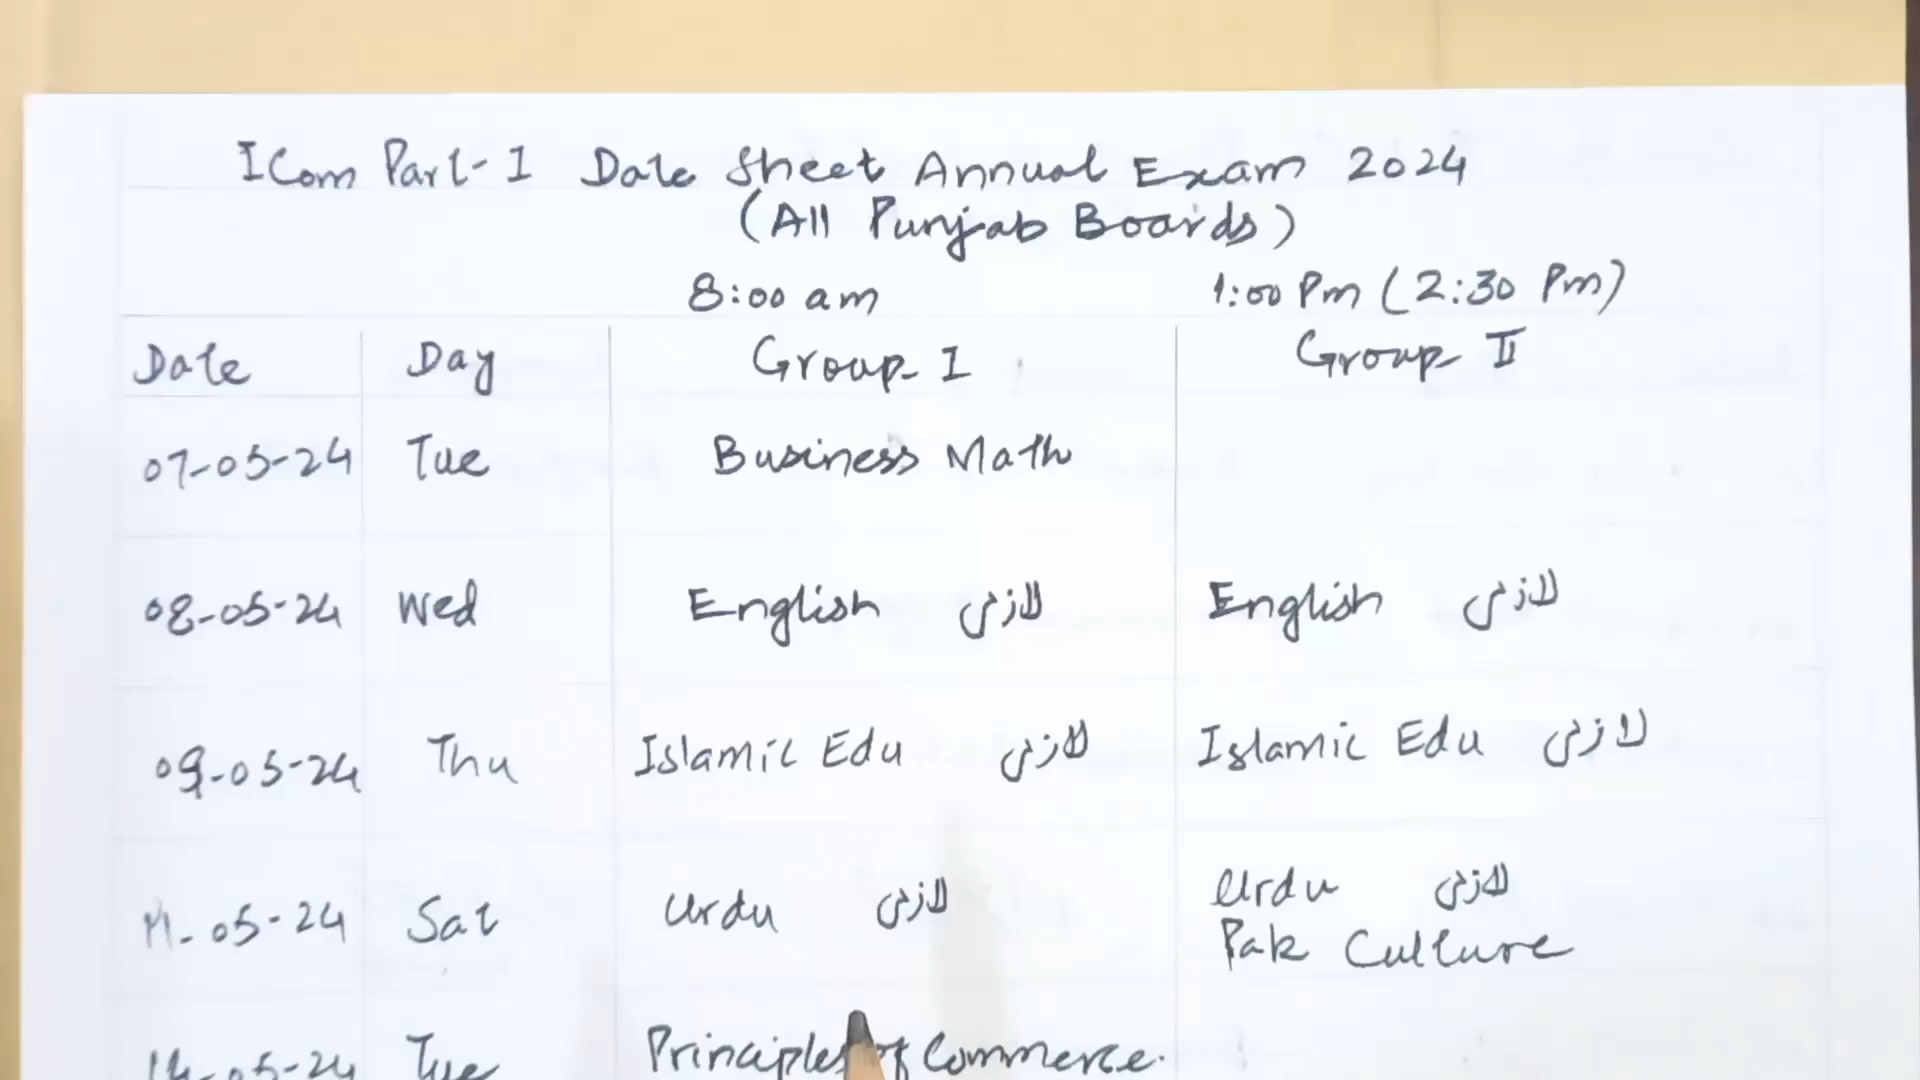 ICom Part-I Date Sheet Annual Exam 2024
(All Punjab Boards)
8:00 am 1:00 Pm (2:30 Pm)
Date Day Group-I Group II
07-05-24 Tue Business Math
08-05-24 Wed English لازمی English لازمی
09-05-24 Thu Islamic Edu لازمی Islamic Edu لازمی
11-05-24 Sat Urdu لازمی Urdu لازمی
Pak Culture
14-05-24 Tue Principles of Commerce.